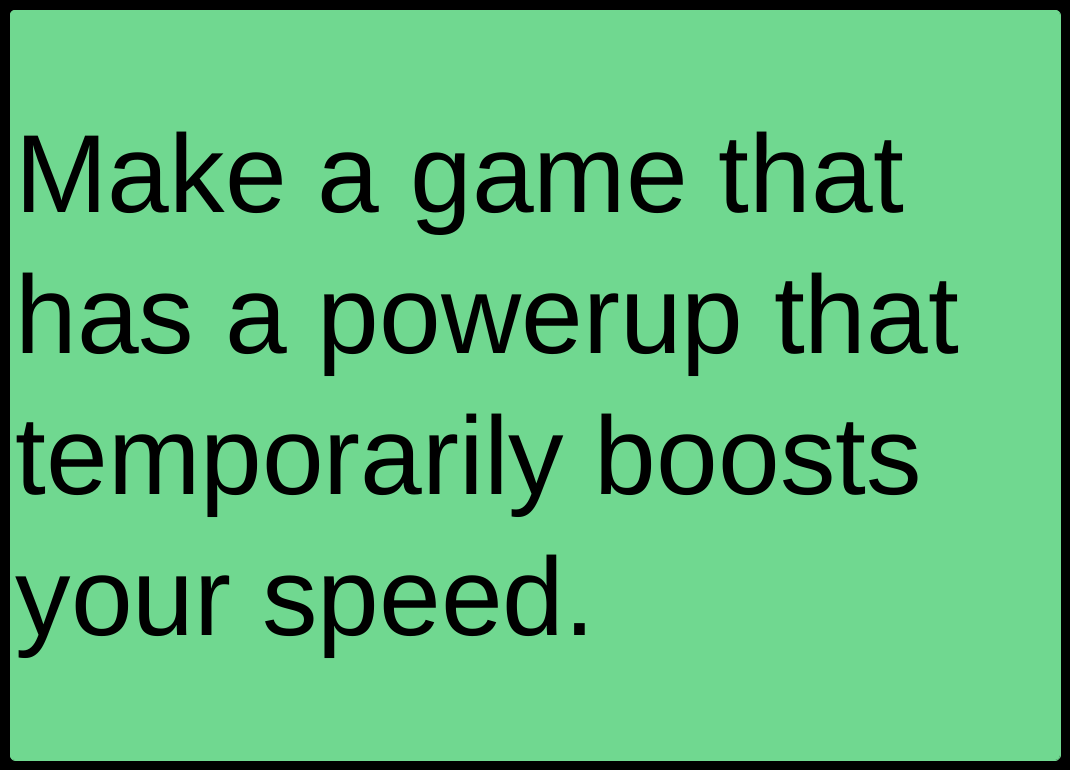 Make a game that
has a powerup that
temporarily boosts
your speed.